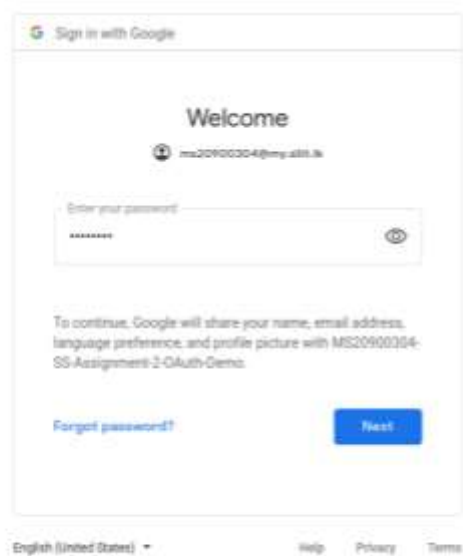 Sign in with Google
Welcome
ms20900304@my.sliit.lk
Enter your password
••••••••
To continue, Google will share your name, email address,
language preference, and profile picture with MS20900304-
SS-Assignment-2-OAuth-Demo.
Forgot password?
Next
English (United States)
Help Privacy Terms